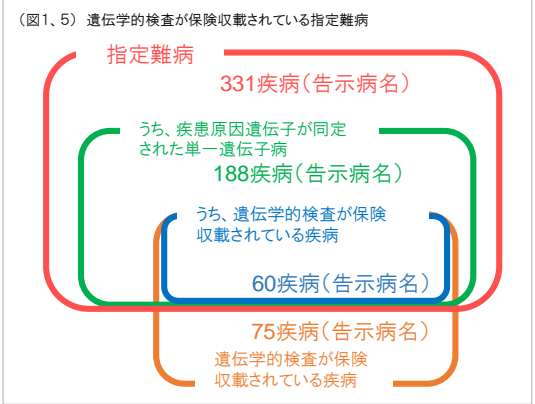 (図1、5) 遺伝学的検査が保険収載されている指定難病
指定難病
331疾病(告示病名)
うち、疾患原因遺伝子が同定
された単一遺伝子病
188疾病(告示病名)
うち、遺伝学的検査が保険
収載されている疾病
60疾病(告示病名)
75疾病(告示病名)
遺伝学的検査が保険
収載されている疾病